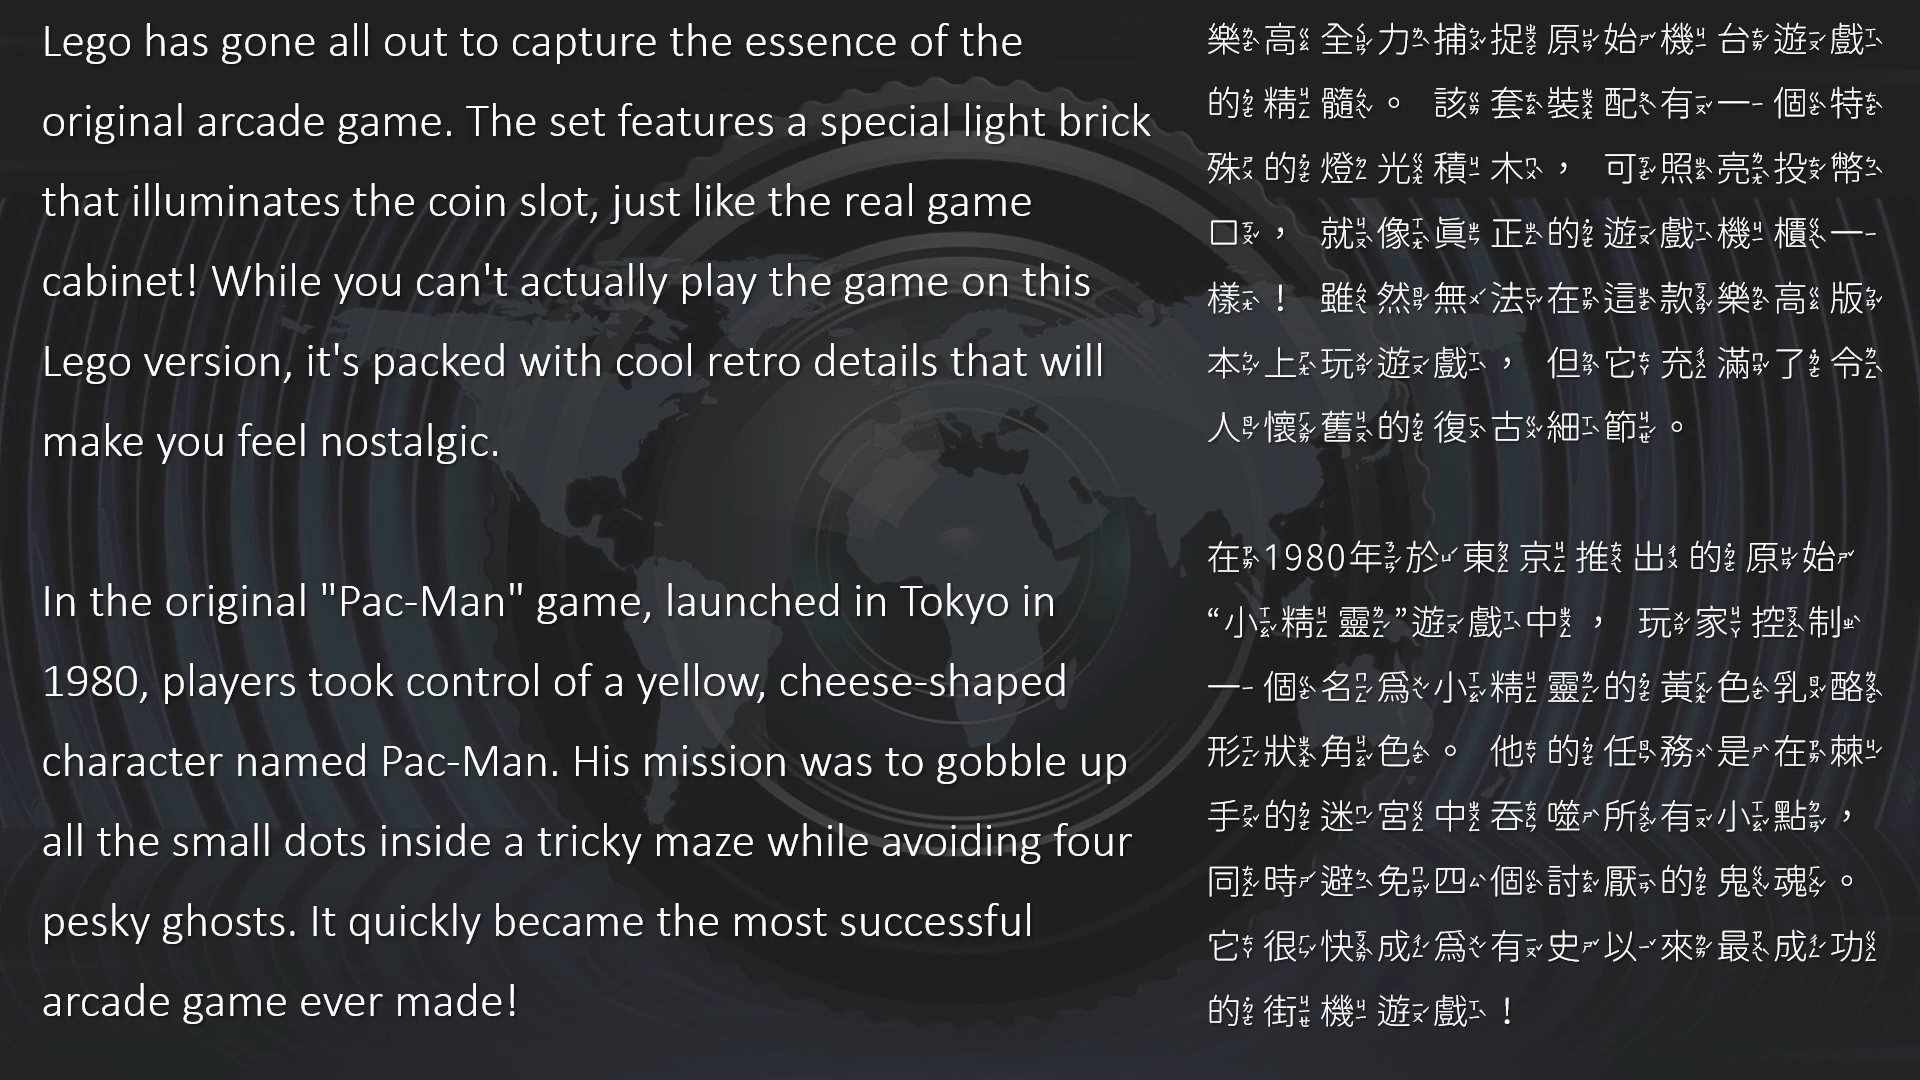 Lego has gone all out to capture the essence of the
original arcade game. The set features a special light brick
that illuminates the coin slot, just like the real game
cabinet! While you can't actually play the game on this
Lego version, it's packed with cool retro details that will
make you feel nostalgic.
In the original "Pac-Man" game, launched in Tokyo in
1980, players took control of a yellow, cheese-shaped
character named Pac-Man. His mission was to gobble up
all the small dots inside a tricky maze while avoiding four
pesky ghosts. It quickly became the most successful
arcade game ever made!
樂高全力捕捉原始機台遊戲
的精髓。 該套裝配有一個特
殊的燈光積木， 可照亮投幣
口， 就像真正的遊戲機櫃一
樣！ 雖然無法在這款樂高版
本上玩遊戲， 但它充滿了令
人懷舊的復古細節。
在1980年於東京推出的原始
“小精靈”遊戲中， 玩家控制
一個名為小精靈的黃色乳酪
形狀角色。 他的任務是在棘
手的迷宮中吞噬所有小點，
同時避免四個討厭的鬼魂。
它很快成為有史以來最成功
的街機遊戲！